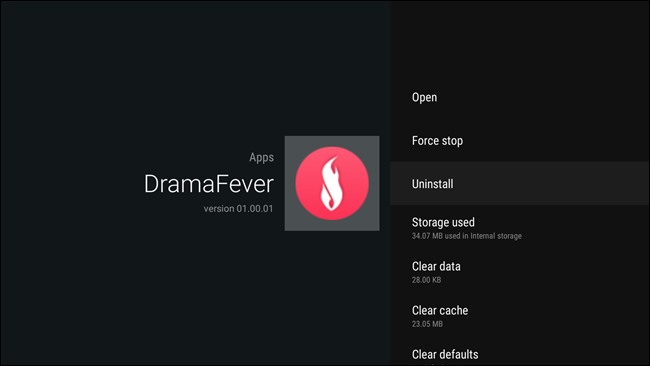 Apps
DramaFever
version 01.00.01
Open
Force stop
Uninstall
Storage used
34.07 MB used in Internal storage
Clear data
28.00 KB
Clear cache
23.05 MB
Clear defaults